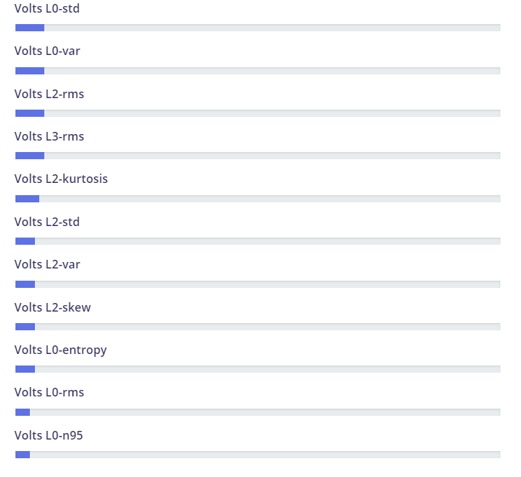 Volts L0-std
Volts L0-var
Volts L2-rms
Volts L3-rms
Volts L2-kurtosis
Volts L2-std
Volts L2-var
Volts L2-skew
Volts L0-entropy
Volts L0-rms
Volts L0-n95